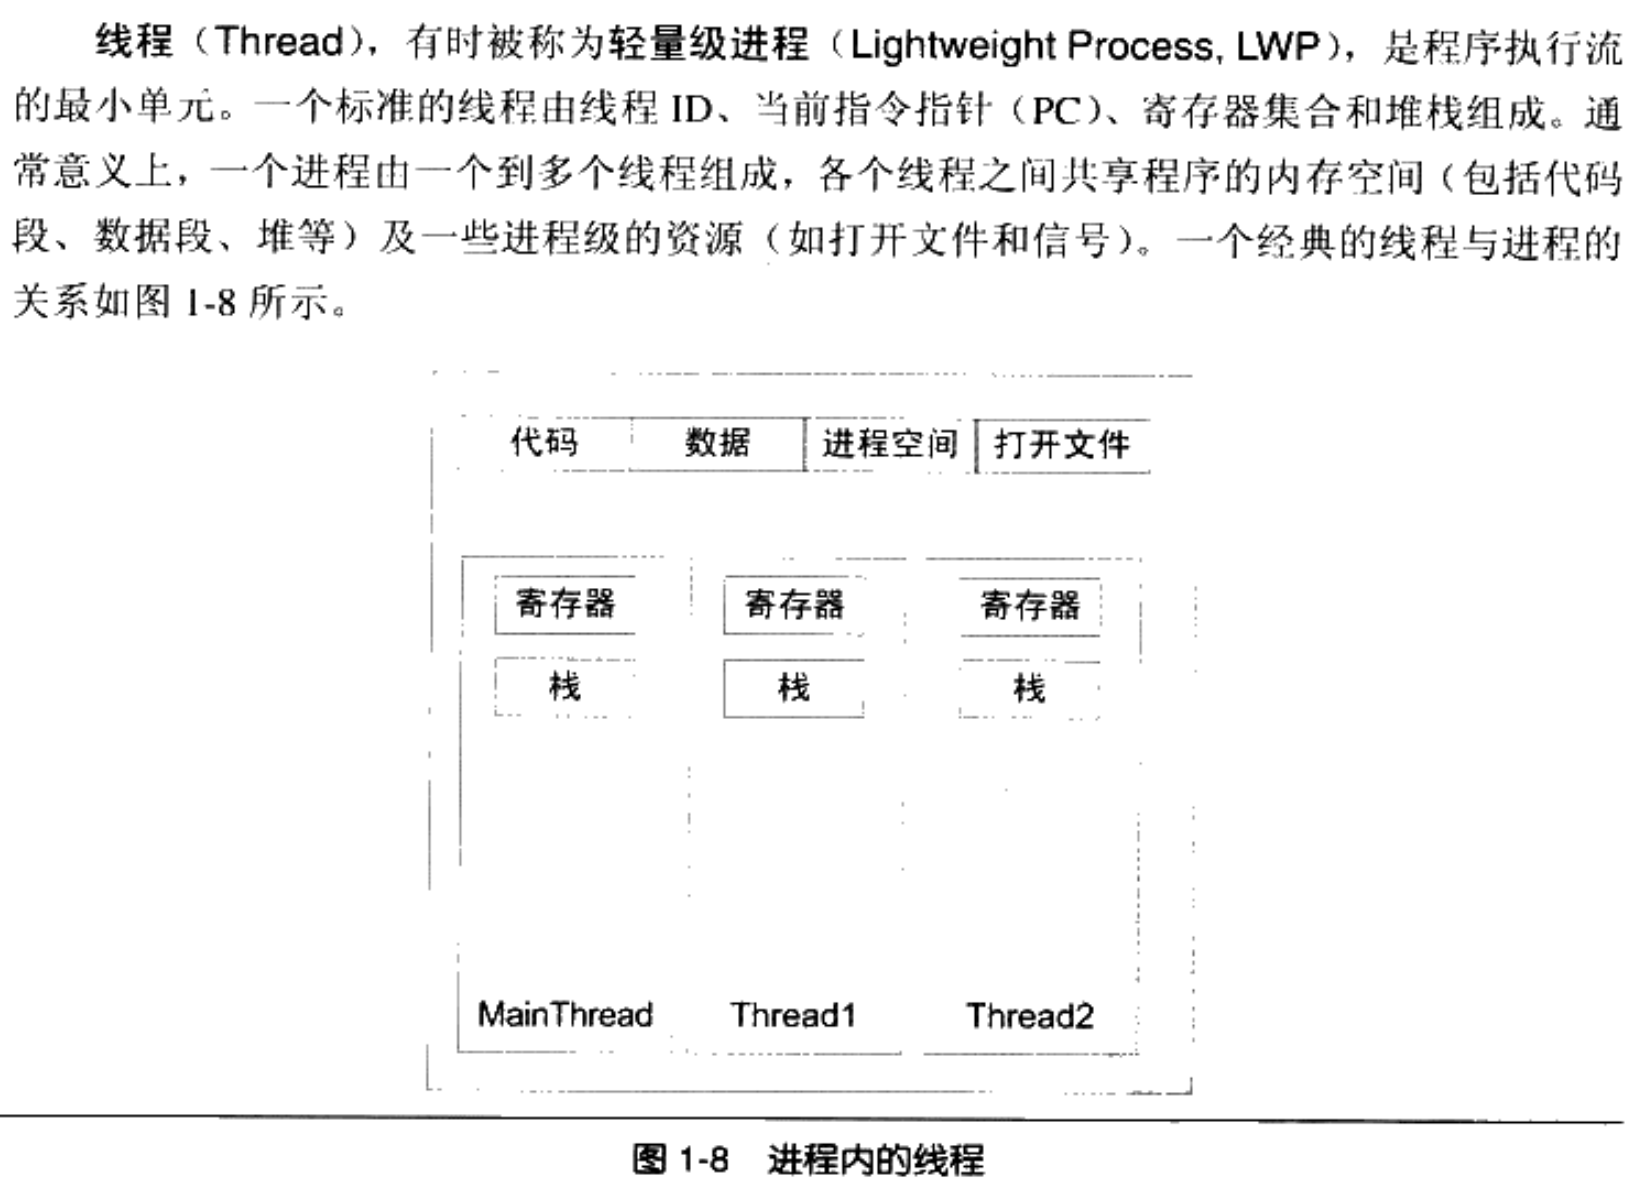 线程（Thread），有时被称为轻量级进程（Lightweight Process, LWP），是程序执行流
的最小单元。一个标准的线程由线程 ID、当前指令指针（PC）、寄存器集合和堆栈组成。通
常意义上，一个进程由一个到多个线程组成，各个线程之间共享程序的内存空间（包括代码
段、数据段、堆等）及一些进程级的资源（如打开文件和信号）。一个经典的线程与进程的
关系如图 1-8 所示。
代码 数据 进程空间 打开文件
寄存器 寄存器 寄存器
栈 栈 栈
MainThread Thread1 Thread2
图 1-8 进程内的线程